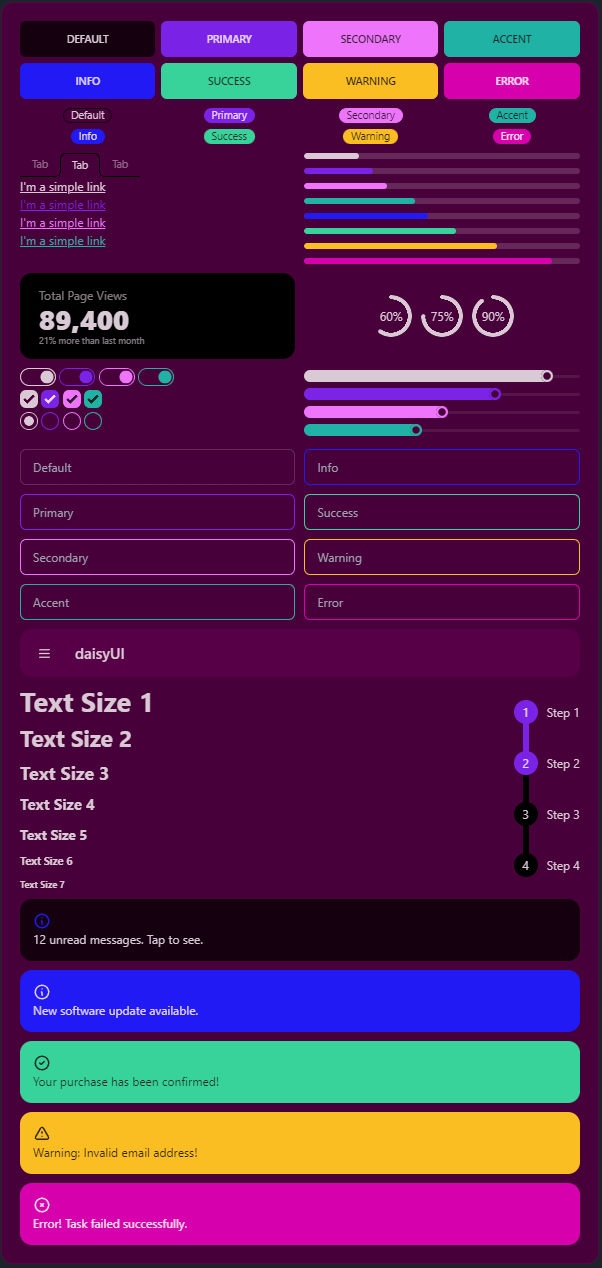 DEFAULT PRIMARY SECONDARY ACCENT
INFO SUCCESS WARNING ERROR
Default Primary Secondary Accent
Info Success Warning Error
Tab Tab Tab
I'm a simple link
I'm a simple link
I'm a simple link
I'm a simple link
Total Page Views
89,400
21% more than last month
60% 75% 90%
Default Info
Primary Success
Secondary Warning
Accent Error
daisyUI
Text Size 1
Text Size 2
Text Size 3
Text Size 4
Text Size 5
Text Size 6
Text Size 7
1 Step 1
2 Step 2
3 Step 3
4 Step 4
12 unread messages. Tap to see.
New software update available.
Your purchase has been confirmed!
Warning: Invalid email address!
Error! Task failed successfully.